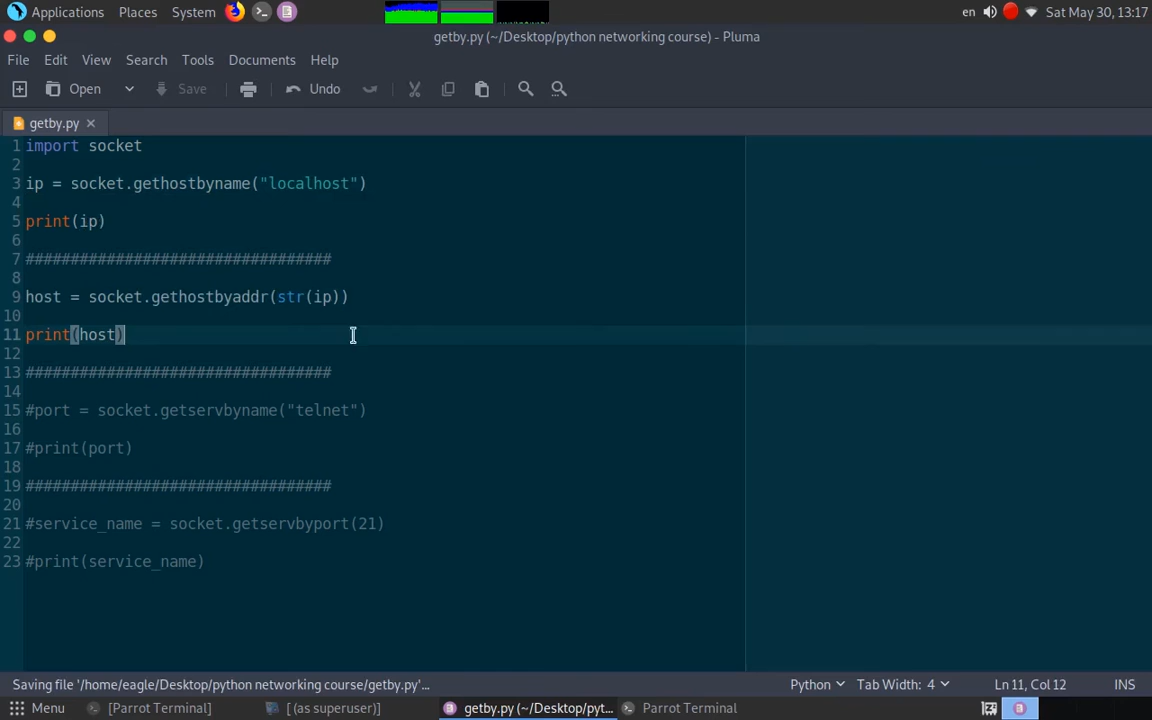 Applications Places System en Sat May 30, 13:17
getby.py (~/Desktop/python networking course) - Pluma
File Edit View Search Tools Documents Help
Open Save Undo
getby.py
1 import socket
2
3 ip = socket.gethostbyname("localhost")
4
5 print(ip)
6
7 ##################################
8
9 host = socket.gethostbyaddr(str(ip))
10
11 print(host)
12
13 ##################################
14
15 #port = socket.getservbyname("telnet")
16
17 #print(port)
18
19 ##################################
20
21 #service_name = socket.getservbyport(21)
22
23 #print(service_name)
Saving file '/home/eagle/Desktop/python networking course/getby.py'… Python Tab Width: 4 Ln 11, Col 12 INS
Menu [Parrot Terminal] [ (as superuser)] getby.py (~/Desktop/pyt… Parrot Terminal